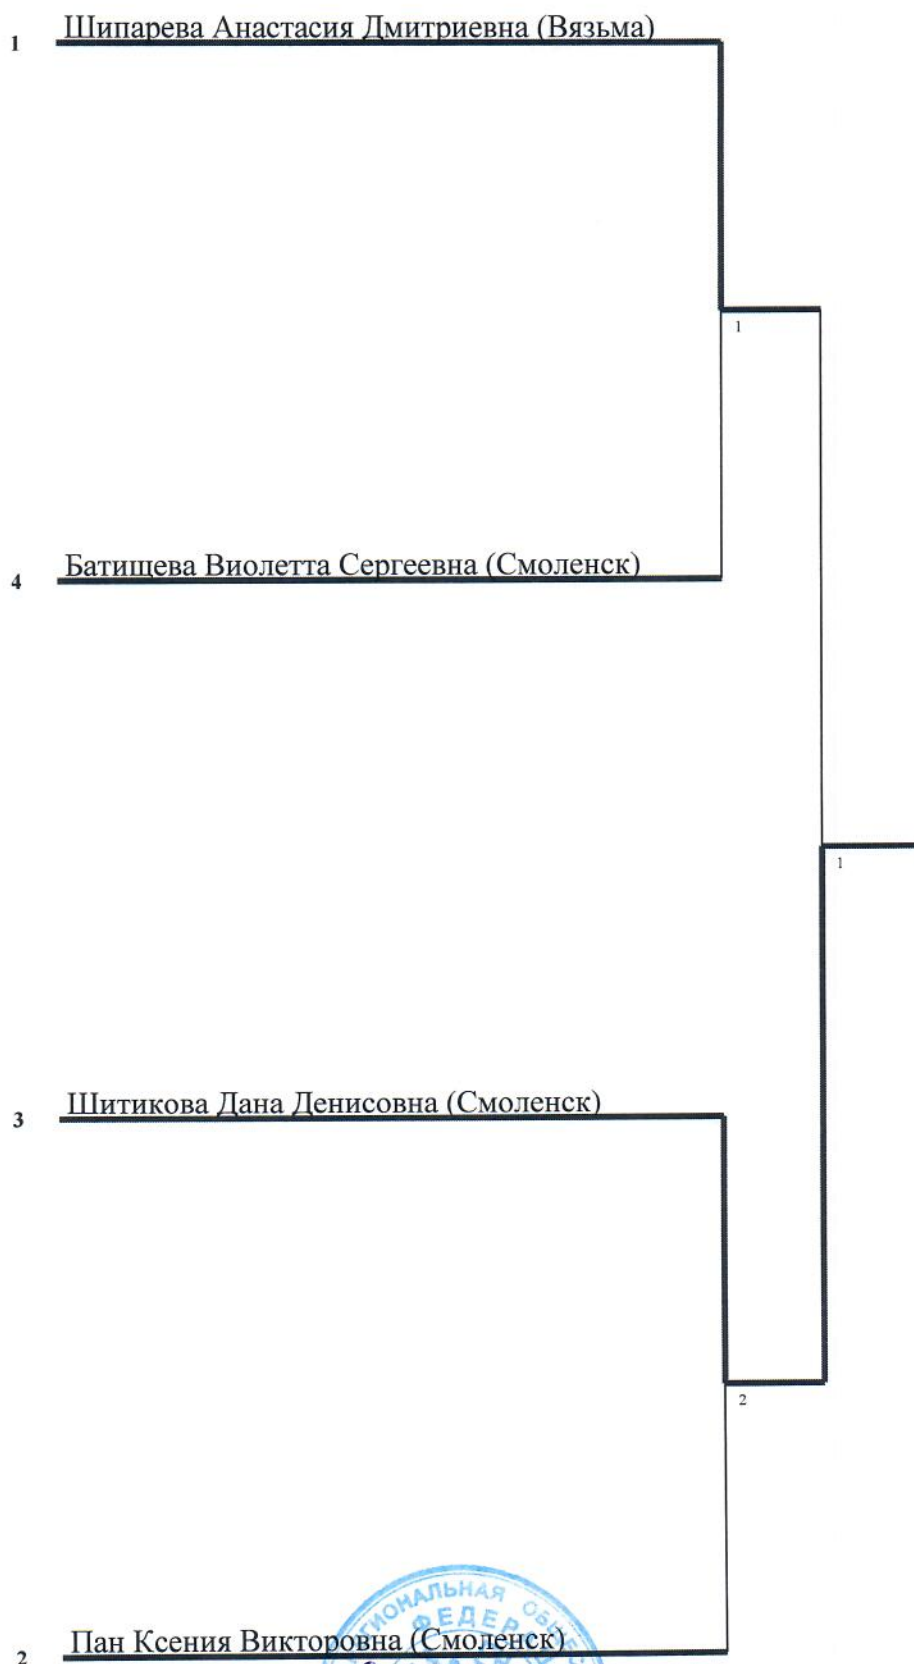 1 Шипарева Анастасия Дмитриевна (Вязьма)
1
4 Батищева Виолетта Сергеевна (Смоленск)
1
3 Шитикова Дана Денисовна (Смоленск)
2
ФЕДЕР
2 Пан Ксения Викторовна (Смоленск)